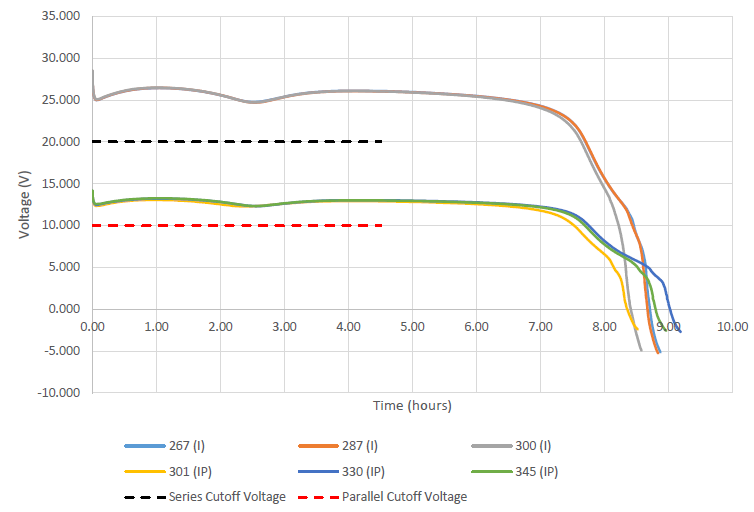 35.000
30.000
25.000
20.000
15.000
10.000
5.000
0.000
-5.000
-10.000
Voltage (V)
0.00 1.00 2.00 3.00 4.00 5.00 6.00 7.00 8.00 9.00 10.00
Time (hours)
267 (I) 287 (I) 300 (I)
301 (IP) 330 (IP) 345 (IP)
Series Cutoff Voltage Parallel Cutoff Voltage